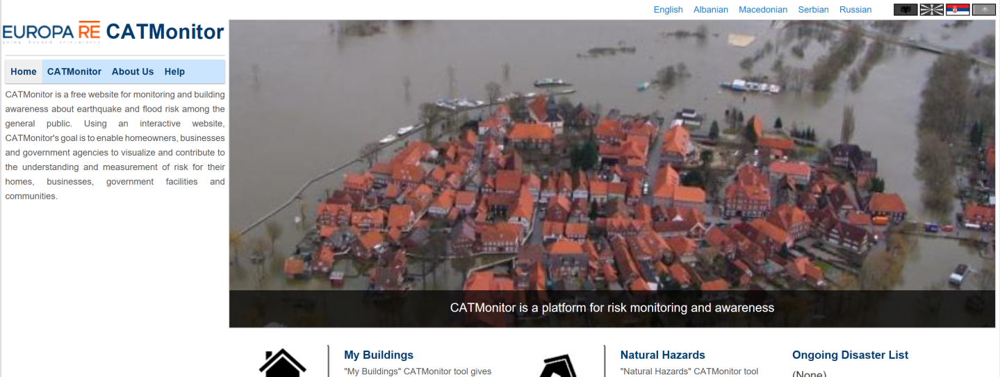 English Albanian Macedonian Serbian Russian
EUROPA RE CATMonitor
going beyond reinsurance
Home CATMonitor About Us Help
CATMonitor is a free website for monitoring and building
awareness about earthquake and flood risk among the
general public. Using an interactive website,
CATMonitor's goal is to enable homeowners, businesses
and government agencies to visualize and contribute to
the understanding and measurement of risk for their
homes, businesses, government facilities and
communities.
CATMonitor is a platform for risk monitoring and awareness
My Buildings
"My Buildings" CATMonitor tool gives
Natural Hazards
"Natural Hazards" CATMonitor tool
Ongoing Disaster List
(None)